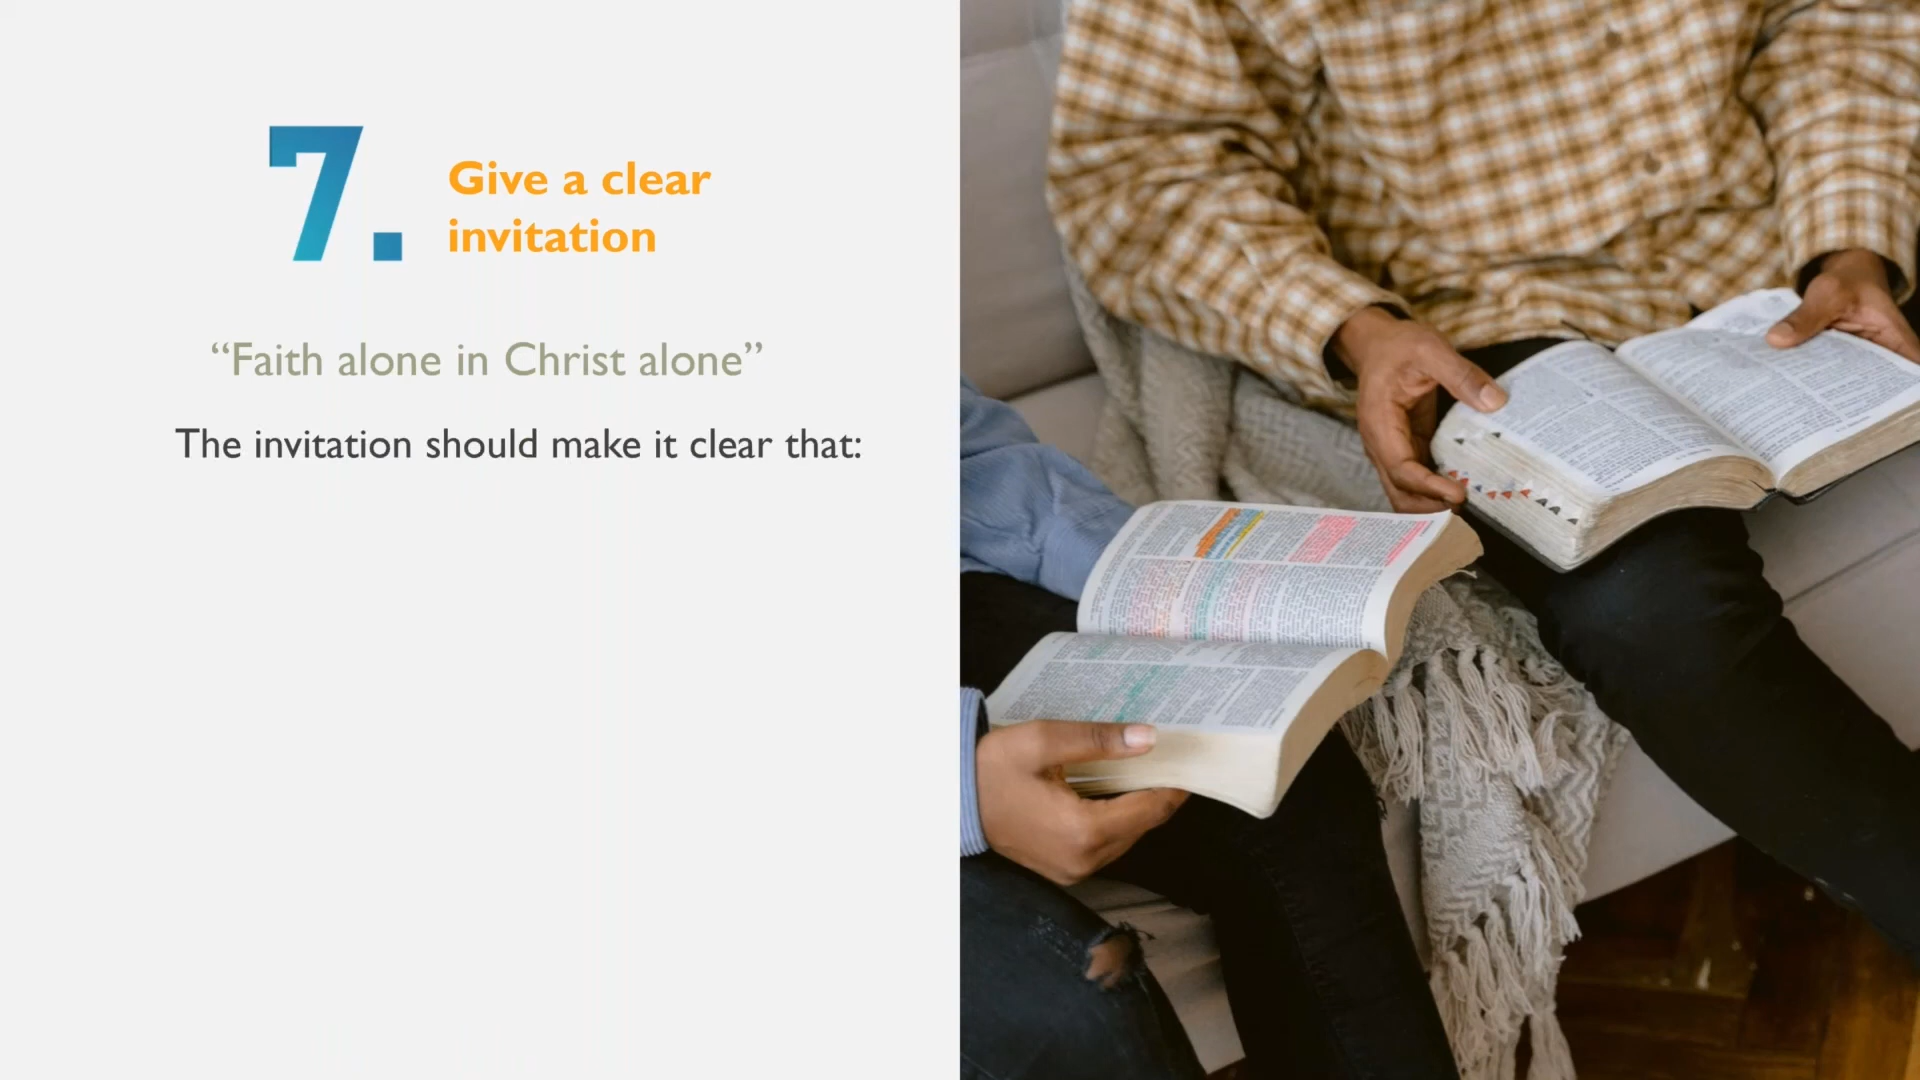 7.
Give a clear
invitation
“Faith alone in Christ alone”
The invitation should make it clear that: